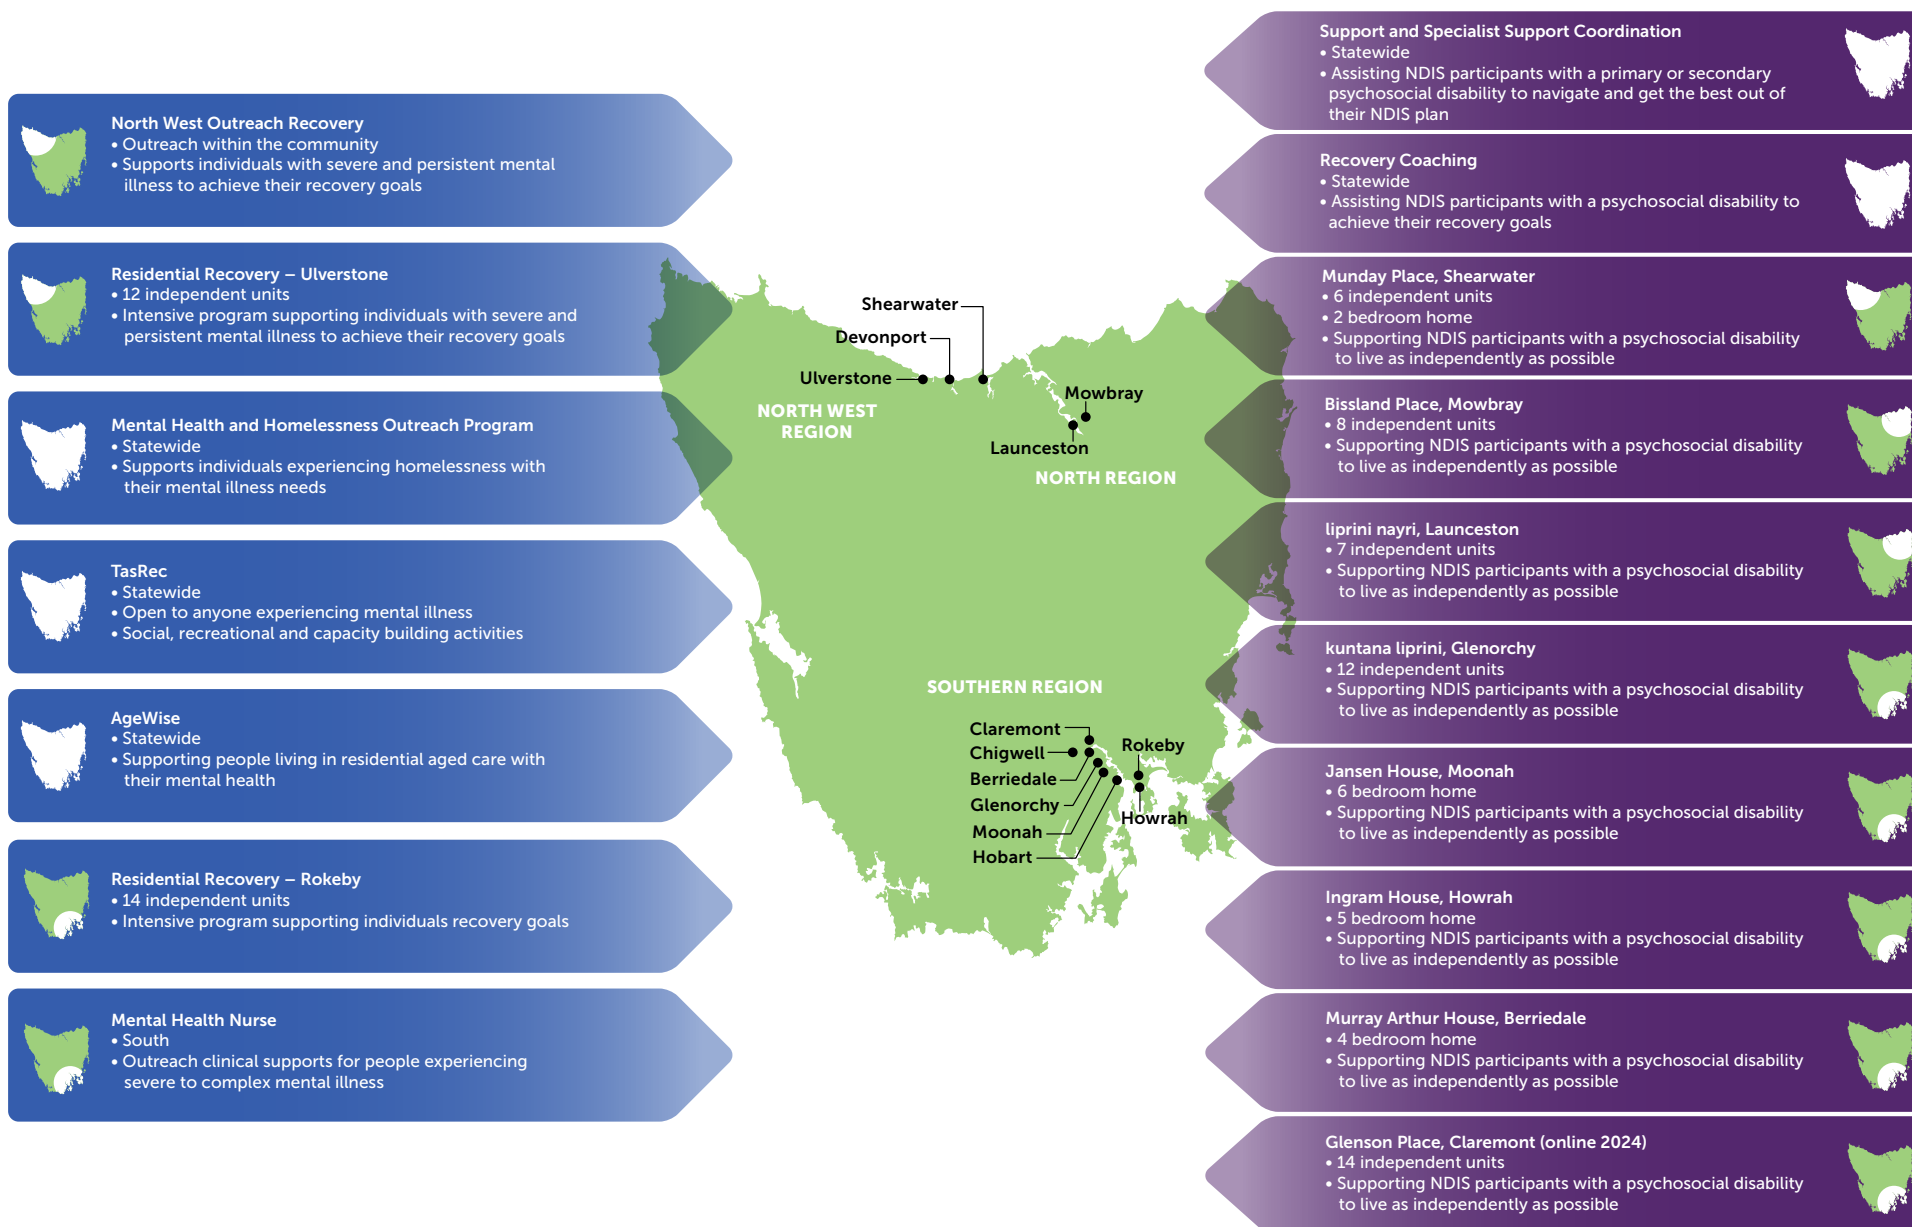 North West Outreach Recovery
• Outreach within the community
• Supports individuals with severe and persistent mental
illness to achieve their recovery goals
Residential Recovery – Ulverstone
• 12 independent units
• Intensive program supporting individuals with severe and
persistent mental illness to achieve their recovery goals
Mental Health and Homelessness Outreach Program
• Statewide
• Supports individuals experiencing homelessness with
their mental illness needs
TasRec
• Statewide
• Open to anyone experiencing mental illness
• Social, recreational and capacity building activities
AgeWise
• Statewide
• Supporting people living in residential aged care with
their mental health
Residential Recovery – Rokeby
• 14 independent units
• Intensive program supporting individuals recovery goals
Mental Health Nurse
• South
• Outreach clinical supports for people experiencing
severe to complex mental illness
Shearwater
Devonport
Ulverstone
NORTH WEST
REGION
Mowbray
Launceston
NORTH REGION
SOUTHERN REGION
Claremont
Chigwell
Berriedale
Glenorchy
Moonah
Hobart
Rokeby
Howrah
Support and Specialist Support Coordination
• Statewide
• Assisting NDIS participants with a primary or secondary
psychosocial disability to navigate and get the best out of
their NDIS plan
Recovery Coaching
• Statewide
• Assisting NDIS participants with a psychosocial disability to
achieve their recovery goals
Munday Place, Shearwater
• 6 independent units
• 2 bedroom home
• Supporting NDIS participants with a psychosocial disability
to live as independently as possible
Bissland Place, Mowbray
• 8 independent units
• Supporting NDIS participants with a psychosocial disability
to live as independently as possible
liprini nayri, Launceston
• 7 independent units
• Supporting NDIS participants with a psychosocial disability
to live as independently as possible
kuntana liprini, Glenorchy
• 12 independent units
• Supporting NDIS participants with a psychosocial disability
to live as independently as possible
Jansen House, Moonah
• 6 bedroom home
• Supporting NDIS participants with a psychosocial disability
to live as independently as possible
Ingram House, Howrah
• 5 bedroom home
• Supporting NDIS participants with a psychosocial disability
to live as independently as possible
Murray Arthur House, Berriedale
• 4 bedroom home
• Supporting NDIS participants with a psychosocial disability
to live as independently as possible
Glenson Place, Claremont (online 2024)
• 14 independent units
• Supporting NDIS participants with a psychosocial disability
to live as independently as possible